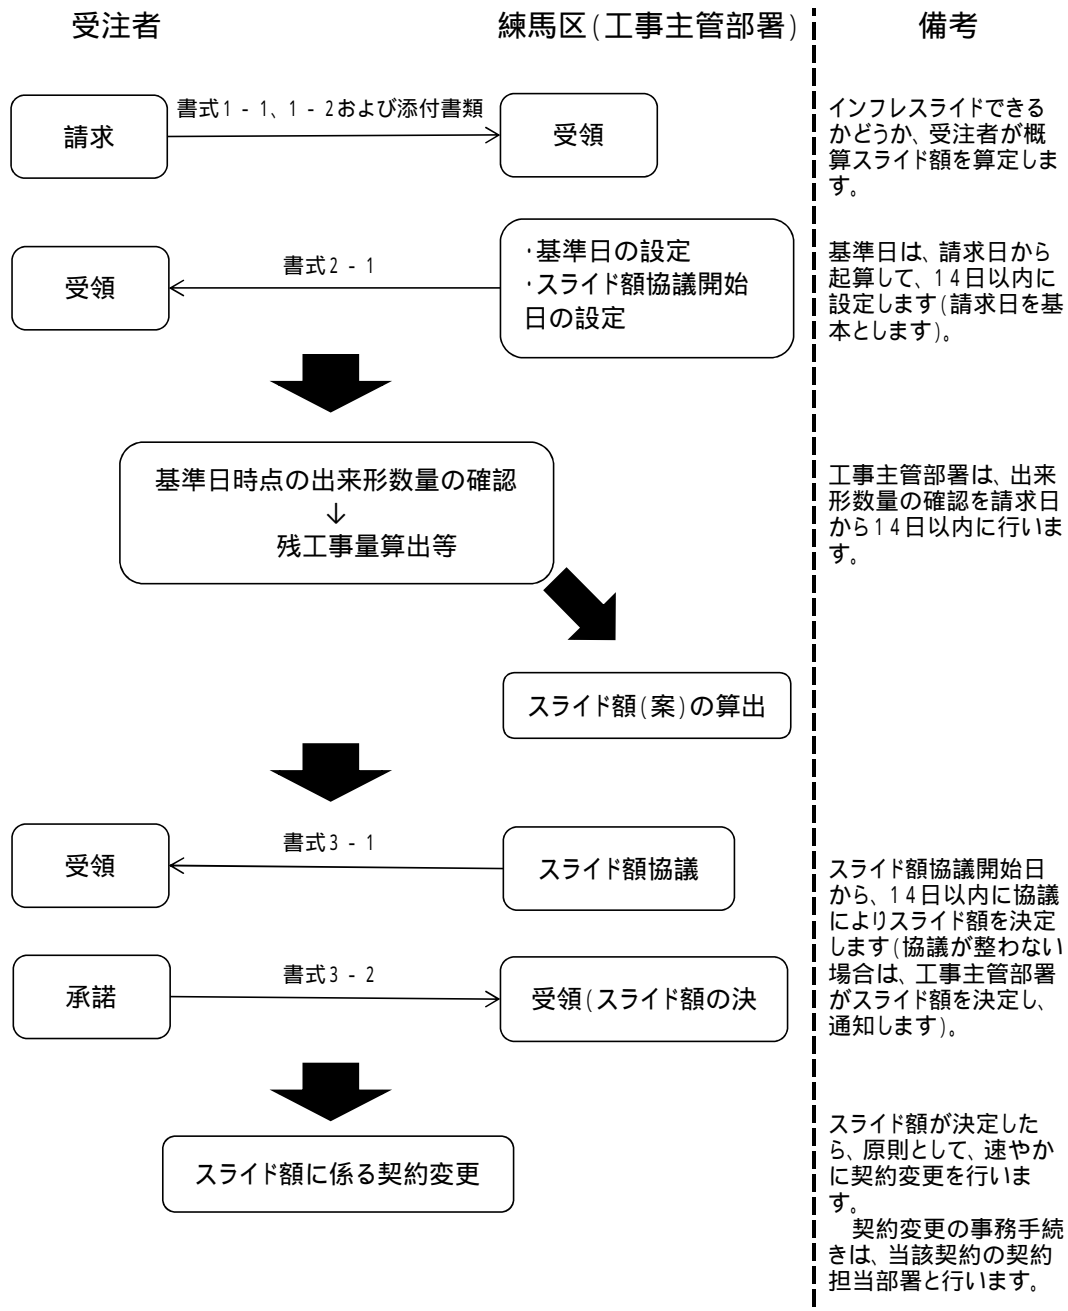 受注者
練馬区(工事主管部署)
備考
請求
書式1-1、1-2および添付書類
受領
インフレスライドできる
かどうか、受注者が概
算スライド額を算定しま
す。
受領
書式2-1
・基準日の設定
・スライド額協議開始
日の設定
基準日は、請求日から
起算して、14日以内に
設定します(請求日を基
本とします)。
基準日時点の出来形数量の確認
↓
残工事量算出等
工事主管部署は、出来
形数量の確認を請求日
から14日以内に行いま
す。
スライド額(案)の算出
受領
書式3-1
スライド額協議
スライド額協議開始日
から、14日以内に協議
によりスライド額を決定
します(協議が整わない
場合は、工事主管部署
がスライド額を決定し、
通知します)。
承諾
書式3-2
受領(スライド額の決
スライド額に係る契約変更
スライド額が決定した
ら、原則として、速やか
に契約変更を行いま
す。
　契約変更の事務手続
きは、当該契約の契約
担当部署と行います。